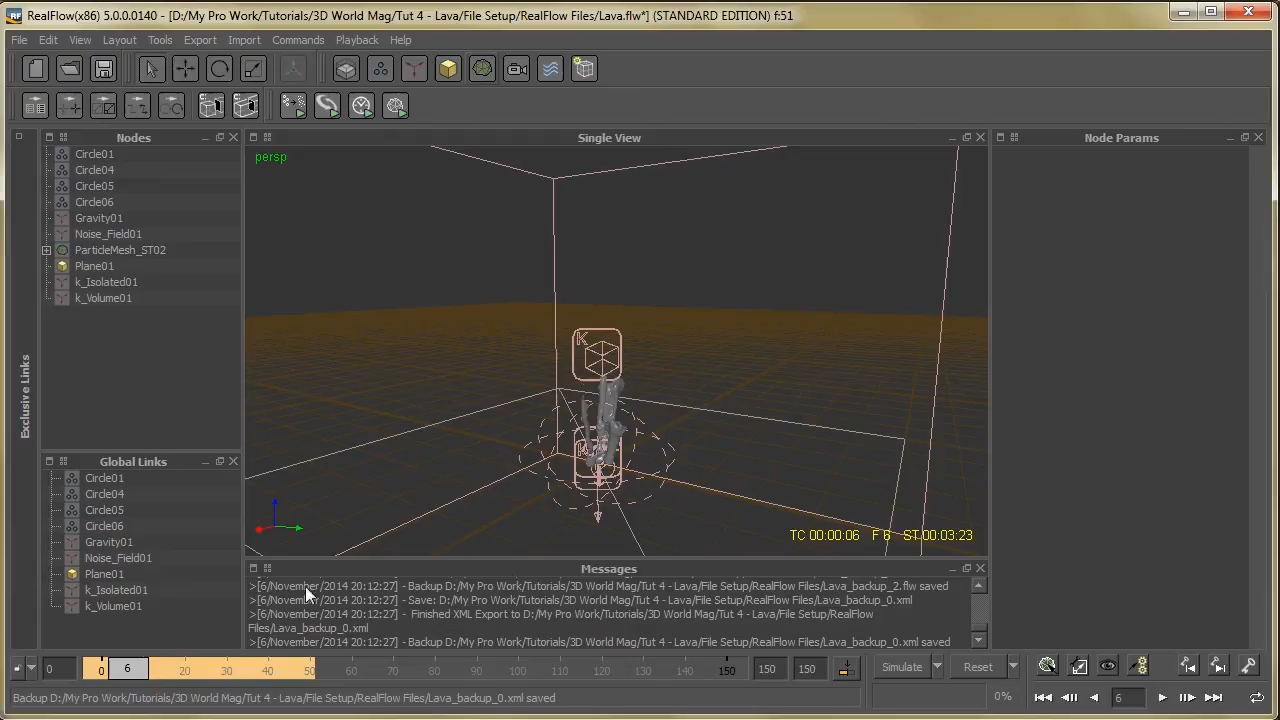 RealFlow(x86) 5.0.0.0140 - [D:/My Pro Work/Tutorials/3D World Mag/Tut 4 - Lava/File Setup/RealFlow Files/Lava.flw*] (STANDARD EDITION) f:51
File Edit View Layout Tools Export Import Commands Playback Help
Nodes
Circle01
Circle04
Circle05
Circle06
Gravity01
Noise_Field01
ParticleMesh_ST02
Plane01
k_Isolated01
k_Volume01
Exclusive Links
Global Links
Circle01
Circle04
Circle05
Circle06
Gravity01
Noise_Field01
Plane01
k_Isolated01
k_Volume01
Single View
persp
K
TC 00:00:06 F 6 ST 00:03:23
Node Params
Messages
>[6/November/2014 20:12:27] - Backup D:/My Pro Work/Tutorials/3D World Mag/Tut 4 - Lava/File Setup/RealFlow Files/Lava_backup_2.flw saved
>[6/November/2014 20:12:27] - Save: D:/My Pro Work/Tutorials/3D World Mag/Tut 4 - Lava/File Setup/RealFlow Files/Lava_backup_0.xml
>[6/November/2014 20:12:27] - Finished XML Export to D:/My Pro Work/Tutorials/3D World Mag/Tut 4 - Lava/File Setup/RealFlow
Files/Lava_backup_0.xml
>[6/November/2014 20:12:27] - Backup D:/My Pro Work/Tutorials/3D World Mag/Tut 4 - Lava/File Setup/RealFlow Files/Lava_backup_0.xml saved
0 0 6 20 30 40 50 60 70 80 90 100 110 120 130 140 150 150 150
Simulate Reset
Backup D:/My Pro Work/Tutorials/3D World Mag/Tut 4 - Lava/File Setup/RealFlow Files/Lava_backup_0.xml saved
0% 6